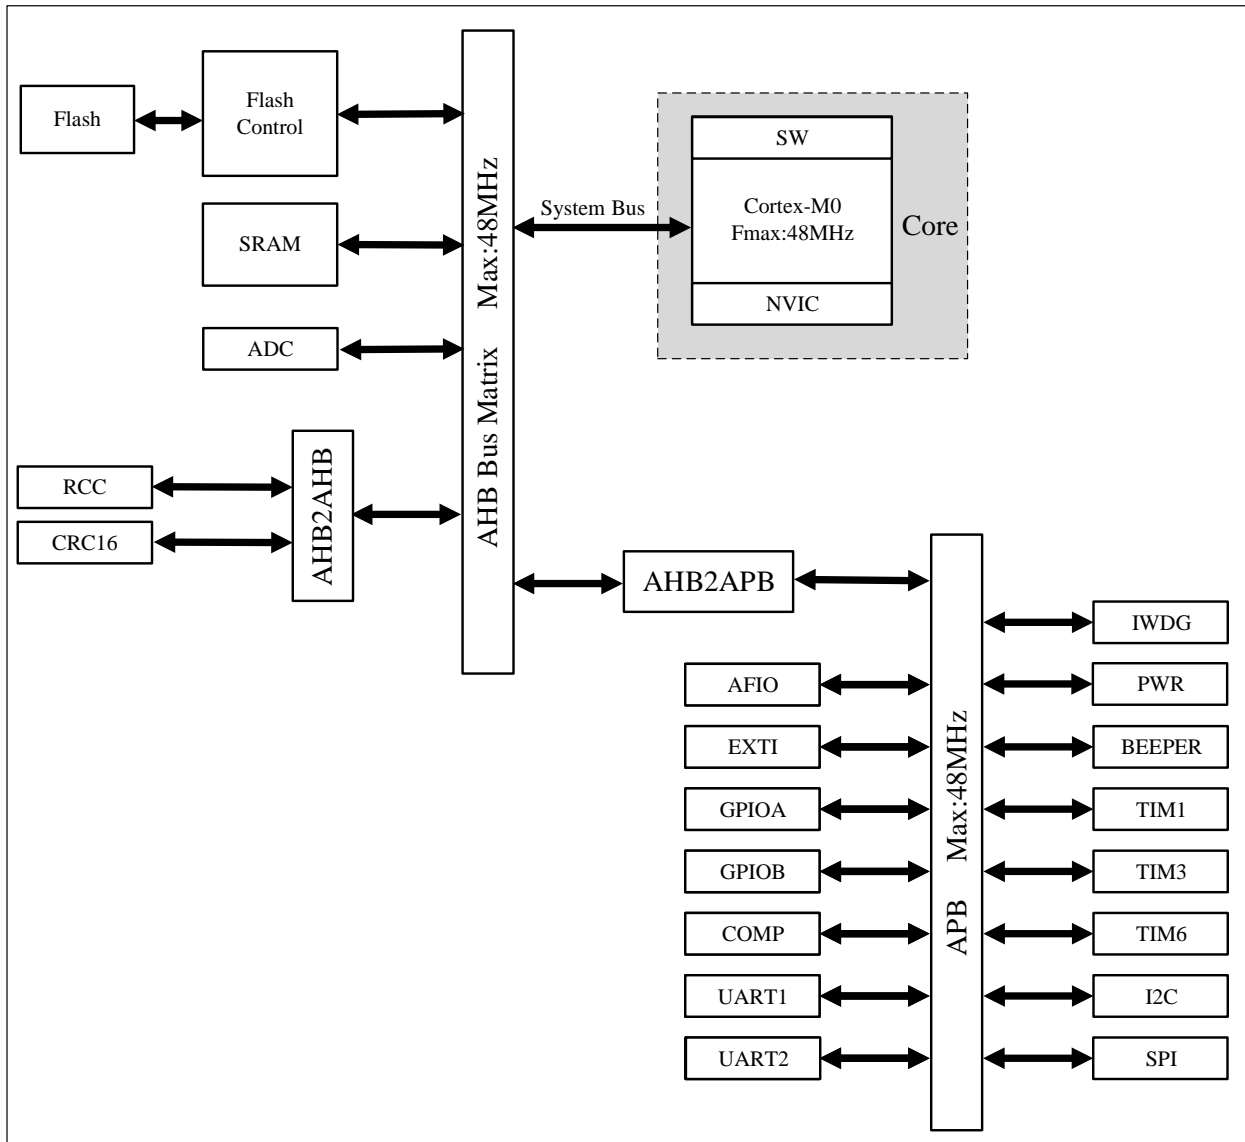 Flash
Flash
Control
SRAM
ADC
RCC
CRC16
AHB2AHB
AHB Bus Matrix Max:48MHz
System Bus
SW
Cortex-M0
Fmax:48MHz
NVIC
Core
AHB2APB
APB Max:48MHz
AFIO
EXTI
GPIOA
GPIOB
COMP
UART1
UART2
IWDG
PWR
BEEPER
TIM1
TIM3
TIM6
I2C
SPI